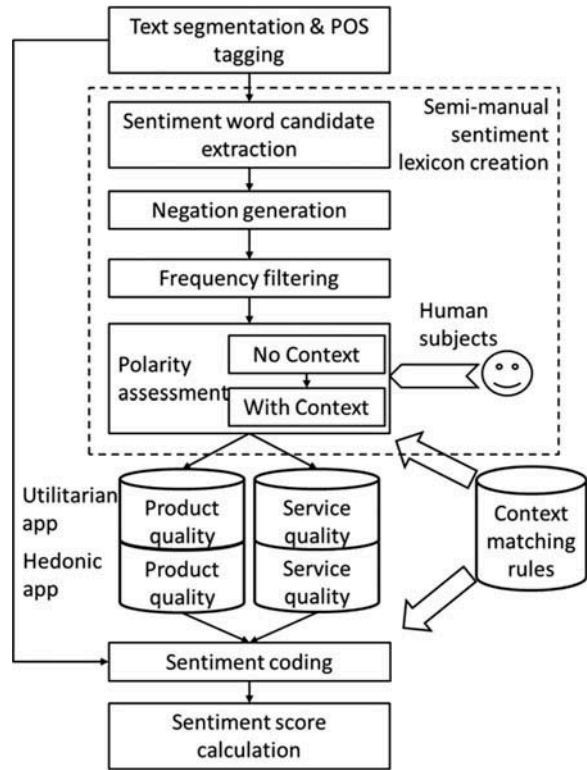 Text segmentation & POS
tagging
Semi-manual
sentiment
lexicon creation
Sentiment word candidate
extraction
Negation generation
Frequency filtering
Human
subjects
Polarity
assessment
No Context
With Context
Utilitarian
app
Product
quality
Service
quality
Hedonic
app
Product
quality
Service
quality
Context
matching
rules
Sentiment coding
Sentiment score
calculation